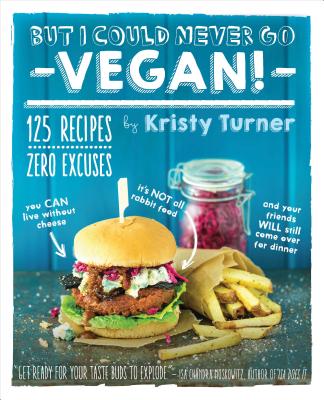 BUT I COULD NEVER GO
-VEGAN!-
125 RECIPES
ZERO EXCUSES
by Kristy Turner
you CAN
live without
cheese
it's NOT all
rabbit food
and your
friends
WILL still
come over
for dinner
"GET READY FOR YOUR TASTE BUDS TO EXPLODE."—ISA CHANDRA MOSKOWITZ, AUTHOR OF ISA DOES IT